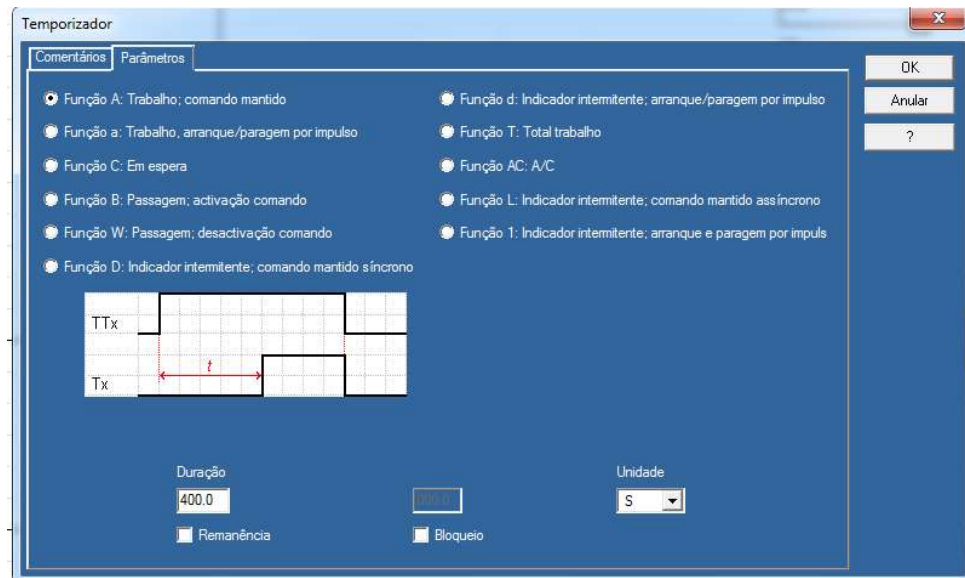 Temporizador
Comentários
Parâmetros
OK
Anular
?
Função A: Trabalho; comando mantido
Função a: Trabalho, arranque/paragem por impulso
Função C: Em espera
Função B: Passagem; activação comando
Função W: Passagem; desactivação comando
Função D: Indicador intermitente; comando mantido síncrono
Função d: Indicador intermitente; arranque/paragem por impulso
Função T: Total trabalho
Função AC: A/C
Função L: Indicador intermitente; comando mantido assíncrono
Função 1: Indicador intermitente; arranque e paragem por impuls
TTx
t
Tx
Duração
Unidade
400.0
000.0
S
Remanência
Bloqueio